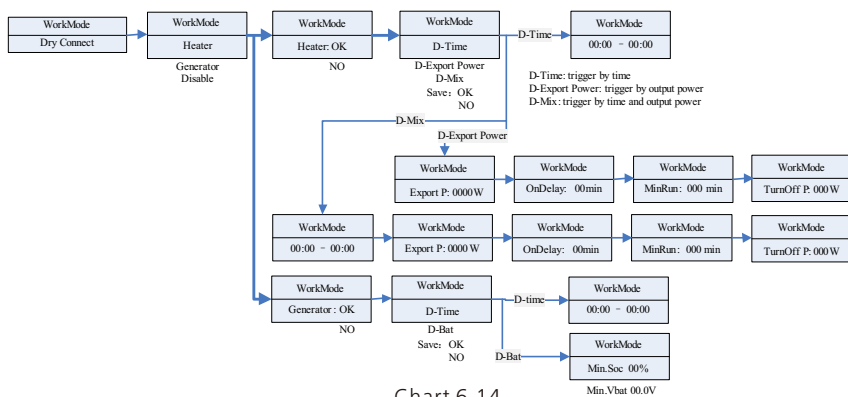 WorkMode
Dry Connect
WorkMode
Heater
Generator
Disable
WorkMode
Heater: OK
NO
WorkMode
D-Time
D-Export Power
D-Mix
Save: OK
NO
D-Time
WorkMode
00:00 - 00:00
D-Time: trigger by time
D-Export Power: trigger by output power
D-Mix: trigger by time and output power
D-Mix
D-Export Power
WorkMode
Export P: 0000W
WorkMode
OnDelay: 00min
WorkMode
MinRun: 000 min
WorkMode
TurnOff P: 000W
WorkMode
00:00 - 00:00
WorkMode
Export P: 0000W
WorkMode
OnDelay: 00min
WorkMode
MinRun: 000 min
WorkMode
TurnOff P: 000W
WorkMode
Generator: OK
NO
WorkMode
D-Time
D-Bat
Save: OK
NO
D-time
WorkMode
00:00 - 00:00
D-Bat
WorkMode
Min.Soc 00%
Min.Vbat 00.0V
Chart 6-14